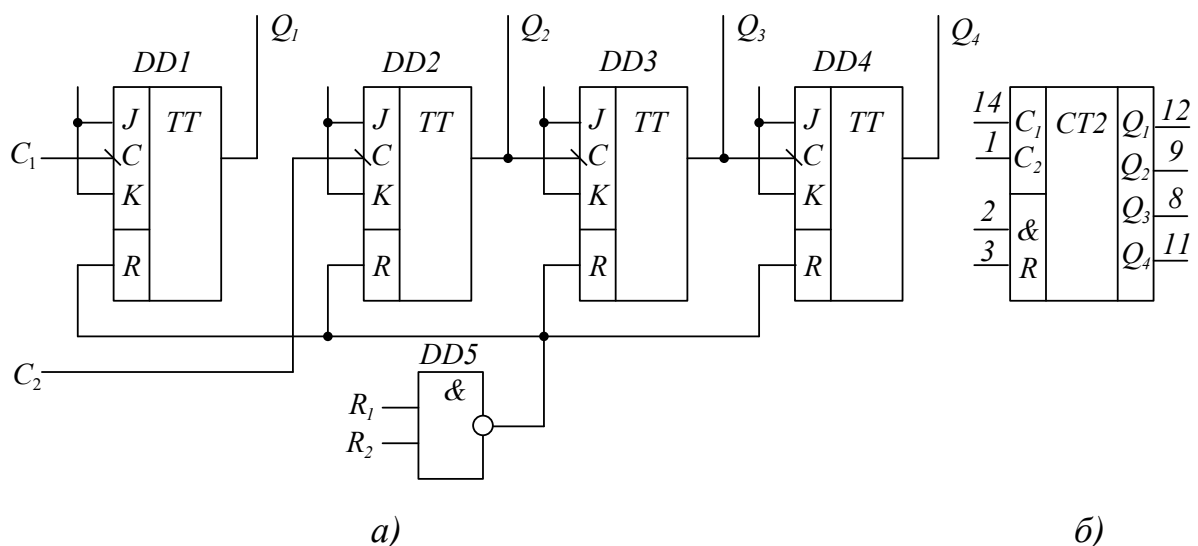 Q₁ Q₂ Q₃ Q₄
DD1 DD2 DD3 DD4
J TT J TT J TT J TT
C₁ C C C C
K K K K
R R R R
C₂
DD5
&
R₁
R₂
14 C₁ CT2 Q₁ 12
1 C₂ Q₂ 9
2 & Q₃ 8
3 R Q₄ 11
а) б)